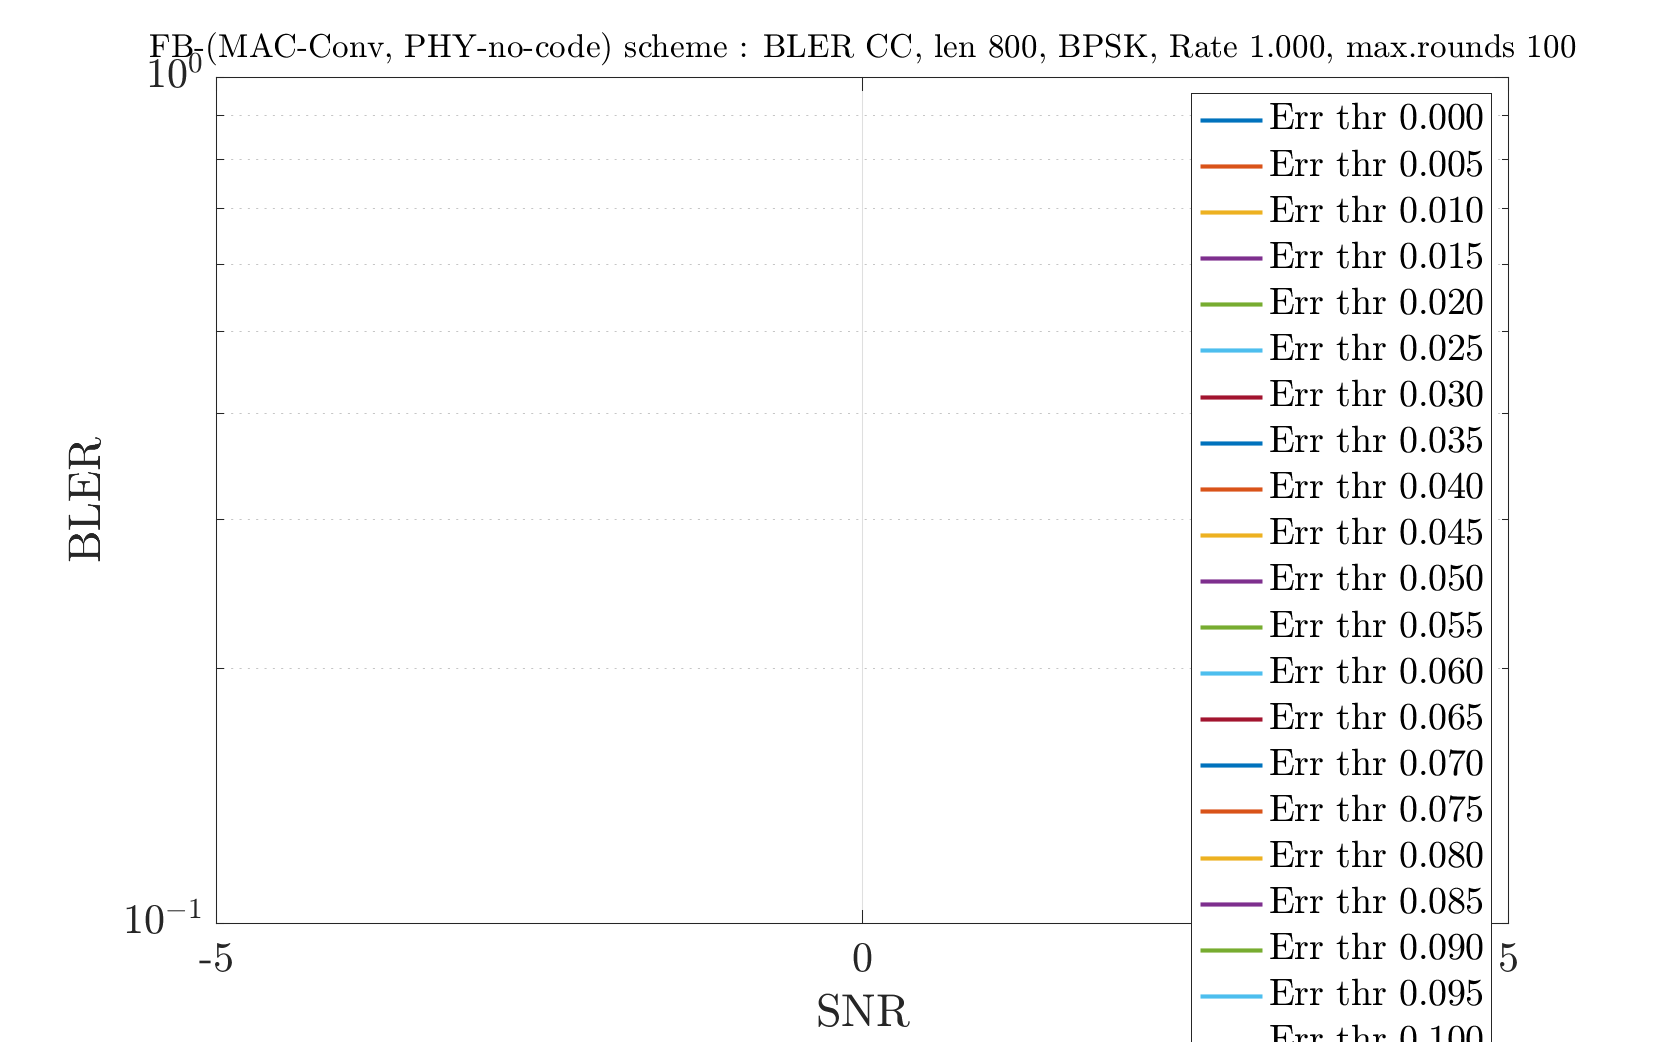 FB-(MAC-Conv, PHY-no-code) scheme : BLER CC, len 800, BPSK, Rate 1.000, max.rounds 100
10^0
Err thr 0.000
Err thr 0.005
Err thr 0.010
Err thr 0.015
Err thr 0.020
Err thr 0.025
Err thr 0.030
Err thr 0.035
Err thr 0.040
Err thr 0.045
Err thr 0.050
Err thr 0.055
Err thr 0.060
Err thr 0.065
Err thr 0.070
Err thr 0.075
Err thr 0.080
Err thr 0.085
Err thr 0.090
Err thr 0.095
Err thr 0.100
BLER
10^-1
-5 0 5
SNR